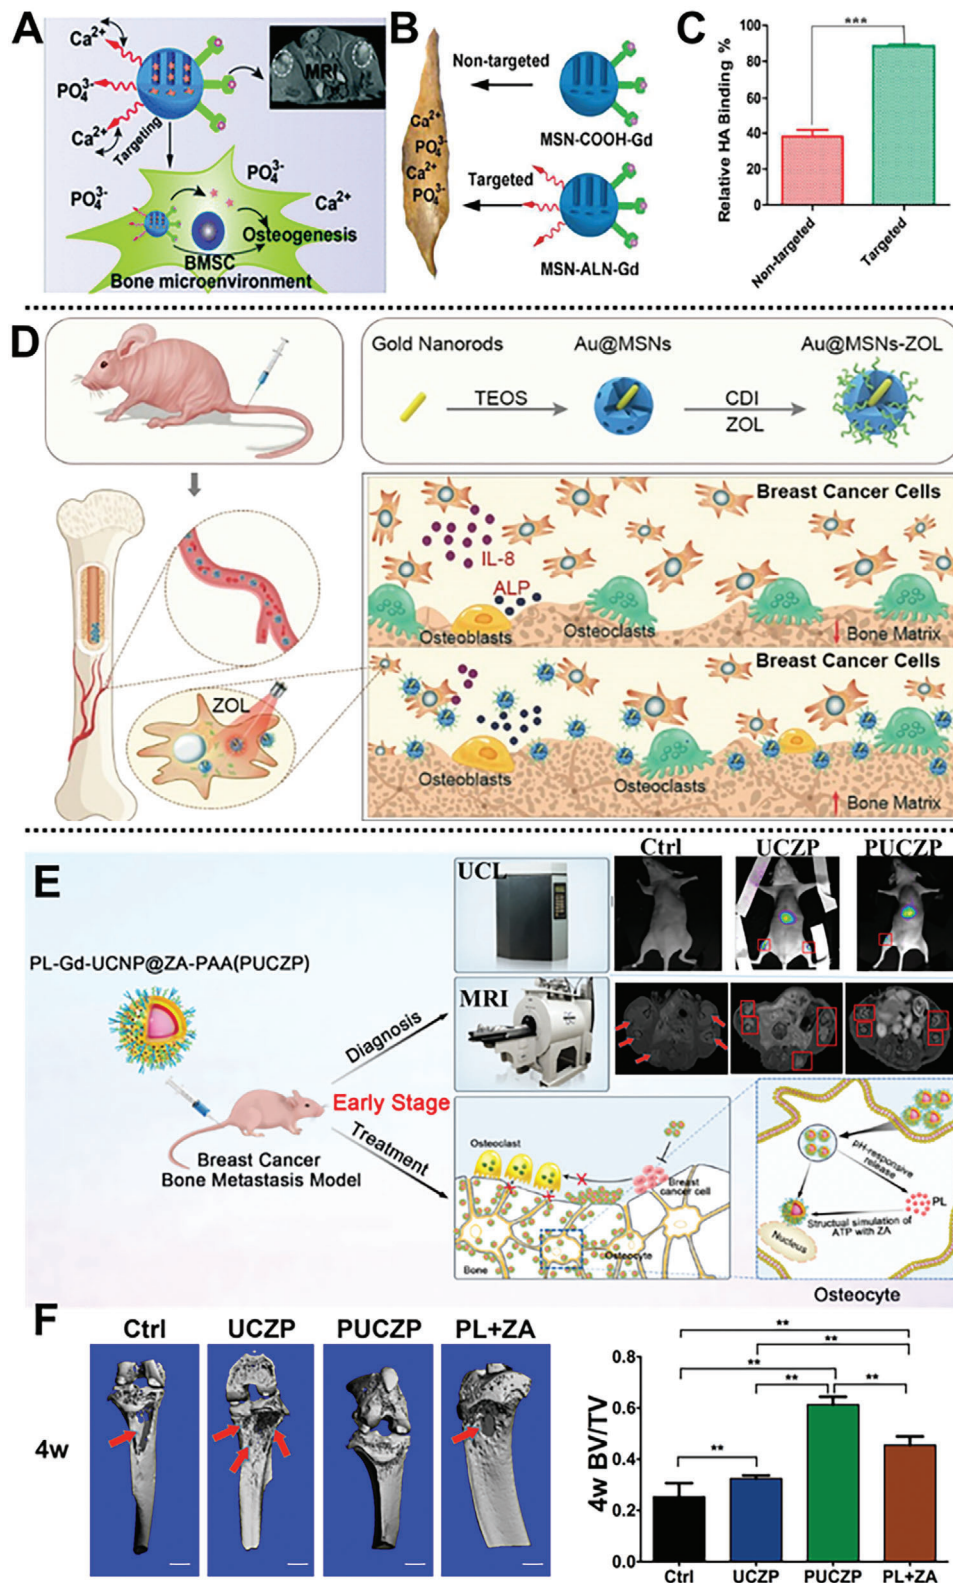 A
Ca2+
PO43-
Ca2+
Targeting
MRI
PO43-
PO43-
Ca2+
Osteogenesis
BMSC
Bone microenvironment
B
Non-targeted
Ca2+
PO43-
Ca2+
PO43-
MSN-COOH-Gd
Targeted
MSN-ALN-Gd
C
***
Relative HA Binding %
100
80
60
40
20
0
Non-targeted
Targeted
D
Gold Nanorods
Au@MSNs
Au@MSNs-ZOL
TEOS
CDI
ZOL
Breast Cancer Cells
IL-8
ALP
Osteoblasts
Osteoclasts
Bone Matrix
Breast Cancer Cells
ZOL
Osteoblasts
Osteoclasts
Bone Matrix
E
PL-Gd-UCNP@ZA-PAA(PUCZP)
UCL
Ctrl
UCZP
PUCZP
MRI
Diagnosis
Early Stage
Treatment
Breast Cancer
Bone Metastasis Model
Osteoclast
Breast
cancer cell
Osteocyte
Bone
pH-responsive
release
PL
Structual simulation of
ATP with ZA
Nucleus
Osteocyte
F
Ctrl
UCZP
PUCZP
PL+ZA
4w
4w BV/TV
0.8
0.6
0.4
0.2
0.0
**
**
**
**
**
**
Ctrl
UCZP
PUCZP
PL+ZA